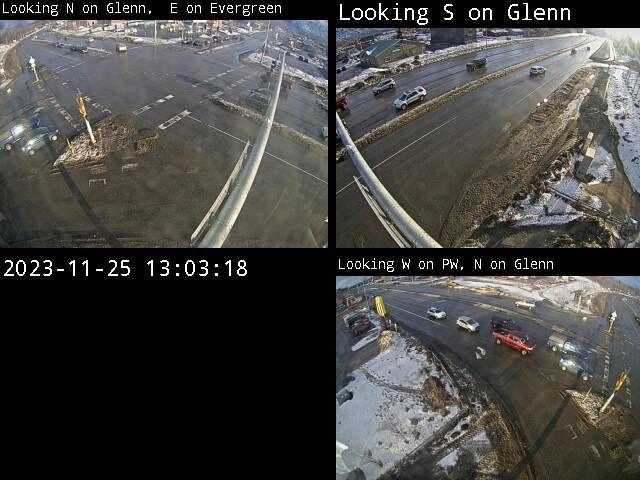 Looking N on Glenn,  E on Evergreen
Looking S on Glenn
2023-11-25 13:03:18
Looking W on PW, N on Glenn